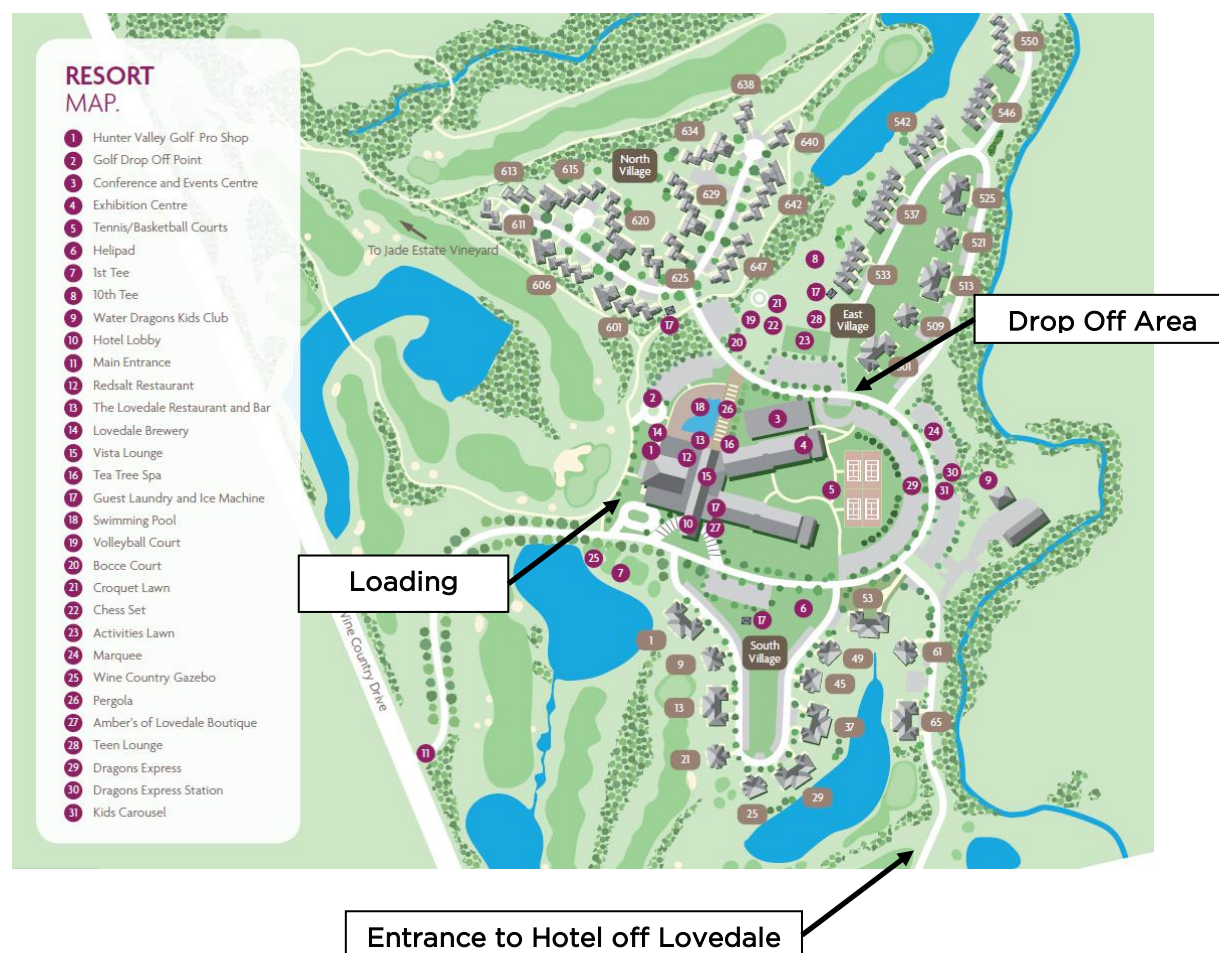 RESORT
MAP.
1 Hunter Valley Golf Pro Shop
2 Golf Drop Off Point
3 Conference and Events Centre
4 Exhibition Centre
5 Tennis/Basketball Courts
6 Helipad
7 1st Tee
8 10th Tee
9 Water Dragons Kids Club
10 Hotel Lobby
11 Main Entrance
12 Redsalt Restaurant
13 The Lovedale Restaurant and Bar
14 Lovedale Brewery
15 Vista Lounge
16 Tea Tree Spa
17 Guest Laundry and Ice Machine
18 Swimming Pool
19 Volleyball Court
20 Bocce Court
21 Croquet Lawn
22 Chess Set
23 Activities Lawn
24 Marquee
25 Wine Country Gazebo
26 Pergola
27 Amber's of Lovedale Boutique
28 Teen Lounge
29 Dragons Express
30 Dragons Express Station
31 Kids Carousel
550
638
546
542
634
640
North
Village
613
615
629
525
642
537
611
620
521
To Jade Estate Vineyard
8
647
533
606
625
513
17
21
East
Village
28
19
22
509
601
17
23
20
Drop Off Area
501
2
18
26
3
24
14
13
16
4
1
12
15
30
9
5
29
31
17
10
27
Loading
25
7
53
6
17
1
South
Village
49
61
9
45
Wine Country Drive
13
37
65
11
21
29
25
Entrance to Hotel off Lovedale